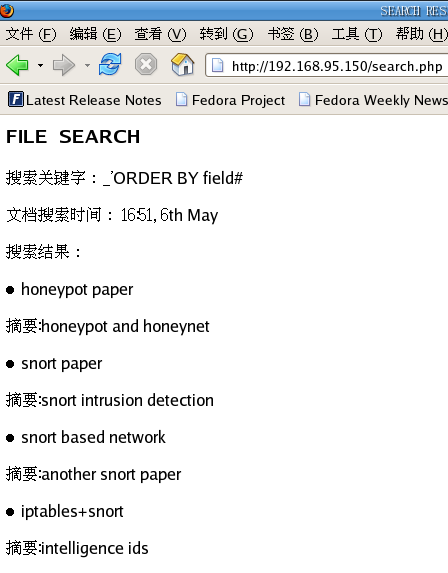 SEARCH RES
文件 (F) 编辑 (E) 查看 (V) 转到 (G) 书签 (B) 工具 (T) 帮助 (H)
http://192.168.95.150/search.php
Latest Release Notes Fedora Project Fedora Weekly News
FILE SEARCH
搜索关键字：_'ORDER BY field#
文档搜索时间：16:51, 6th May
搜索结果：
● honeypot paper
摘要:honeypot and honeynet
● snort paper
摘要:snort intrusion detection
● snort based network
摘要:another snort paper
● iptables+snort
摘要:intelligence ids